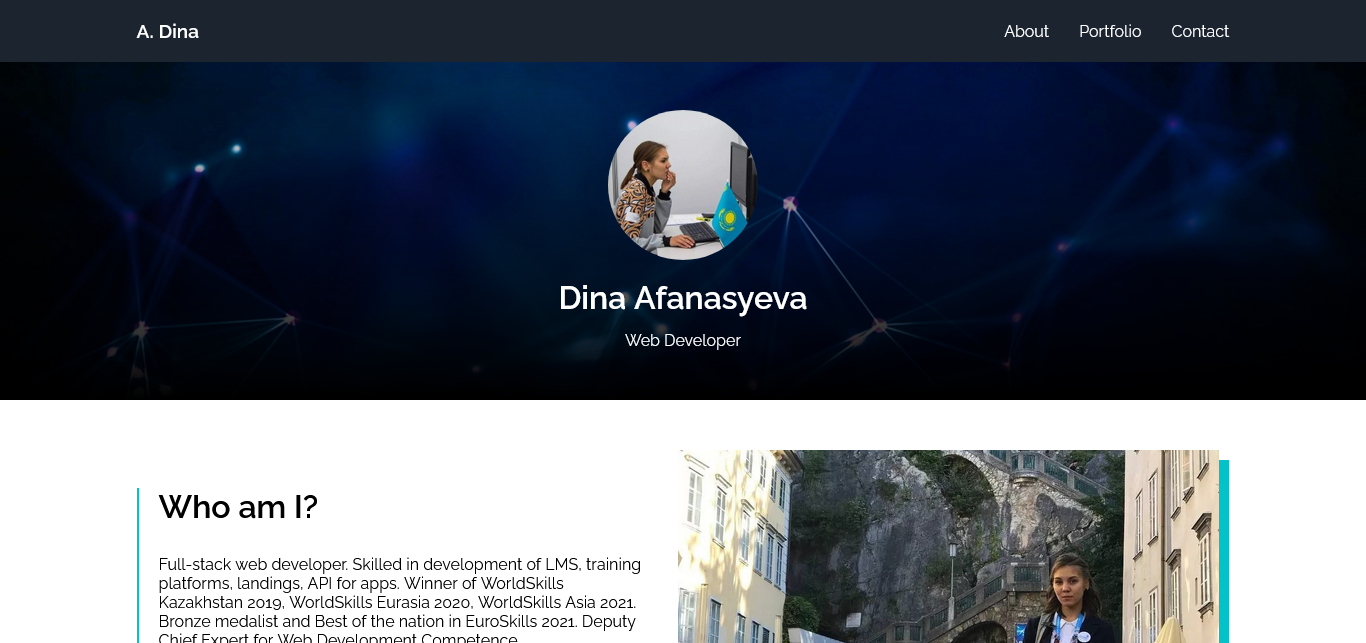 A. Dina
About Portfolio Contact
Dina Afanasyeva
Web Developer
Who am I?
Full-stack web developer. Skilled in development of LMS, training
platforms, landings, API for apps. Winner of WorldSkills
Kazakhstan 2019, WorldSkills Eurasia 2020, WorldSkills Asia 2021.
Bronze medalist and Best of the nation in EuroSkills 2021. Deputy
Chief Expert for Web Development Competence